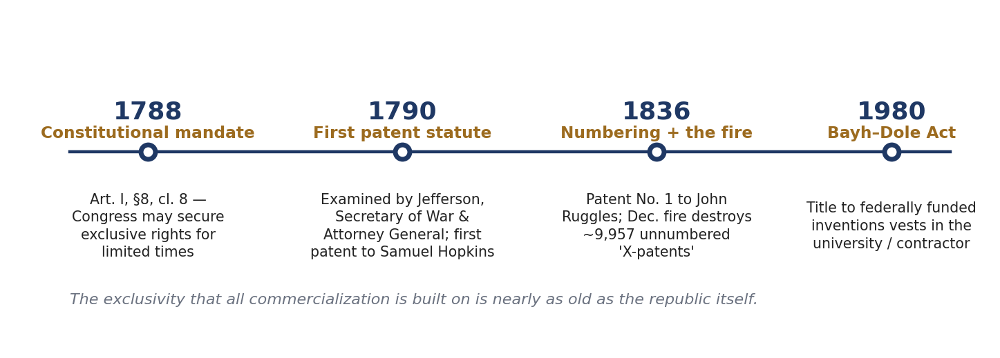 1788
Constitutional mandate
Art. I, §8, cl. 8 —
Congress may secure
exclusive rights for
limited times
1790
First patent statute
Examined by Jefferson,
Secretary of War &
Attorney General; first
patent to Samuel Hopkins
1836
Numbering + the fire
Patent No. 1 to John
Ruggles; Dec. fire destroys
~9,957 unnumbered
'X-patents'
1980
Bayh–Dole Act
Title to federally funded
inventions vests in the
university / contractor
The exclusivity that all commercialization is built on is nearly as old as the republic itself.